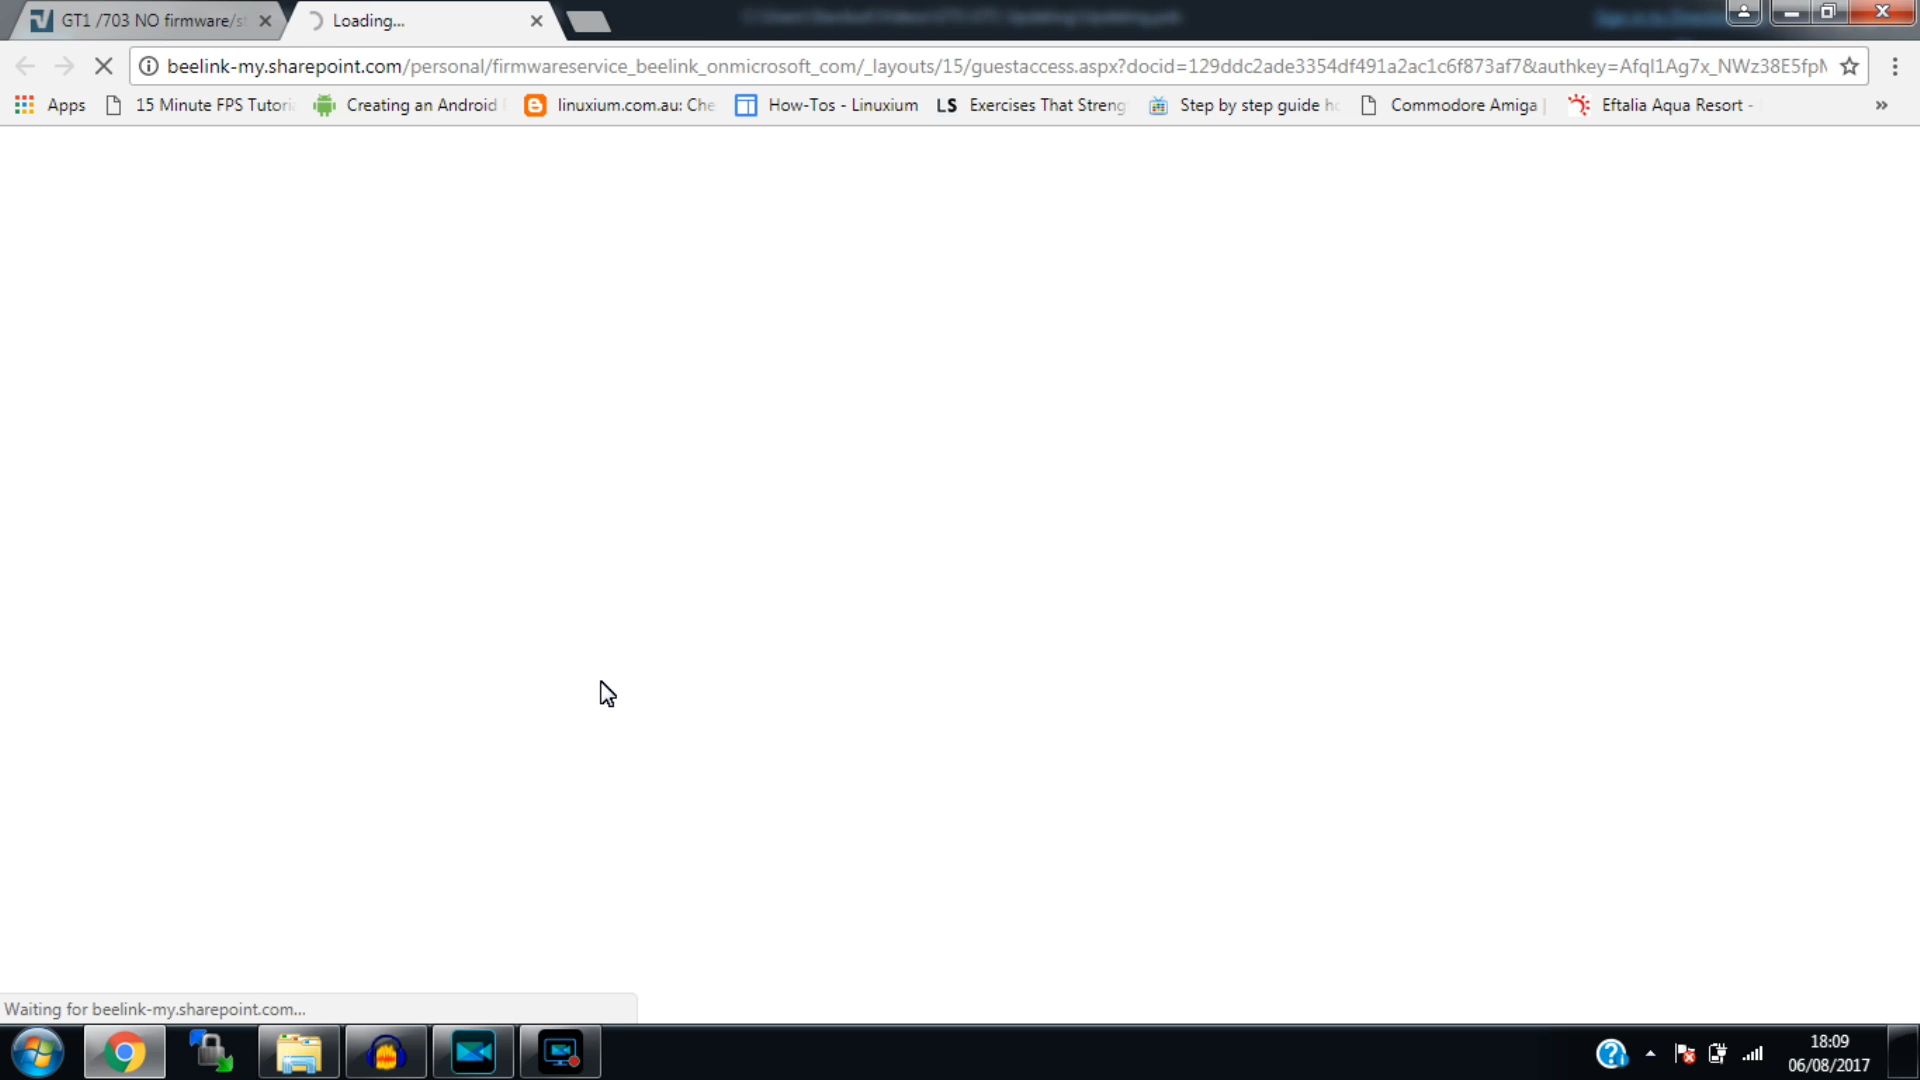 GT1 /703 NO firmware/st
Loading...
beelink-my.sharepoint.com/personal/firmwareservice_beelink_onmicrosoft_com/_layouts/15/guestaccess.aspx?docid=129ddc2ade3354df491a2ac1c6f873af7&authkey=AfqI1Ag7x_NWz38E5fpM
Apps
15 Minute FPS Tutori
Creating an Android
linuxium.com.au: Che
How-Tos - Linuxium
LS Exercises That Streng
Step by step guide ho
Commodore Amiga |
Eftalia Aqua Resort -
»
Waiting for beelink-my.sharepoint.com...
18:09
06/08/2017